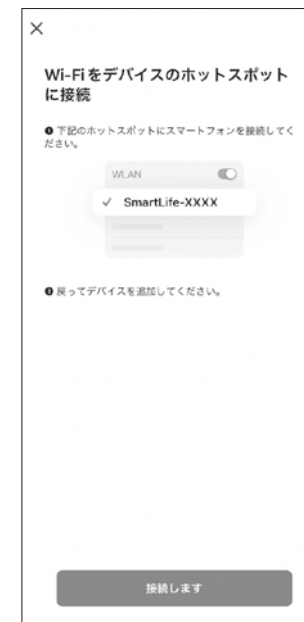 ×
Wi-Fiをデバイスのホットスポット
に接続
❶ 下記のホットスポットにスマートフォンを接続してく
ださい。
WLAN
✓ SmartLife-XXXX
❷ 戻ってデバイスを追加してください。
接続します